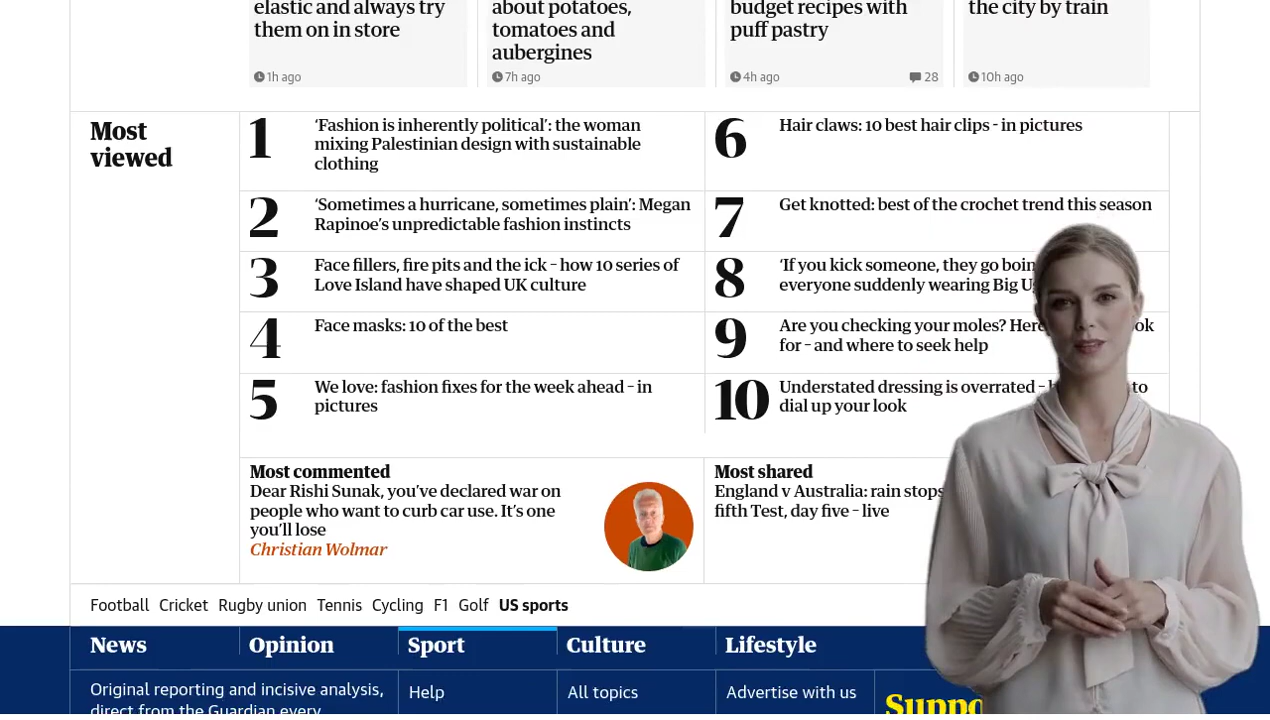 elastic and always try
them on in store
1h ago
about potatoes,
tomatoes and
aubergines
7h ago
budget recipes with
puff pastry
4h ago
28
the city by train
10h ago
Most
viewed
1
‘Fashion is inherently political’: the woman
mixing Palestinian design with sustainable
clothing
2
‘Sometimes a hurricane, sometimes plain’: Megan
Rapinoe’s unpredictable fashion instincts
3
Face fillers, fire pits and the ick – how 10 series of
Love Island have shaped UK culture
4
Face masks: 10 of the best
5
We love: fashion fixes for the week ahead – in
pictures
6
Hair claws: 10 best hair clips - in pictures
7
Get knotted: best of the crochet trend this season
8
‘If you kick someone, they go
everyone suddenly wearing Big
9
Are you checking your moles?
for – and where to seek help
10
Understated dressing is overrated – to
dial up your look
Most commented
Dear Rishi Sunak, you’ve declared war on
people who want to curb car use. It’s one
you’ll lose
Christian Wolmar
Most shared
England v Australia: rain stops
fifth Test, day five – live
Football Cricket Rugby union Tennis Cycling F1 Golf US sports
News Opinion Sport Culture Lifestyle
Original reporting and incisive analysis,
direct from the Guardian every
Help
All topics
Advertise with us